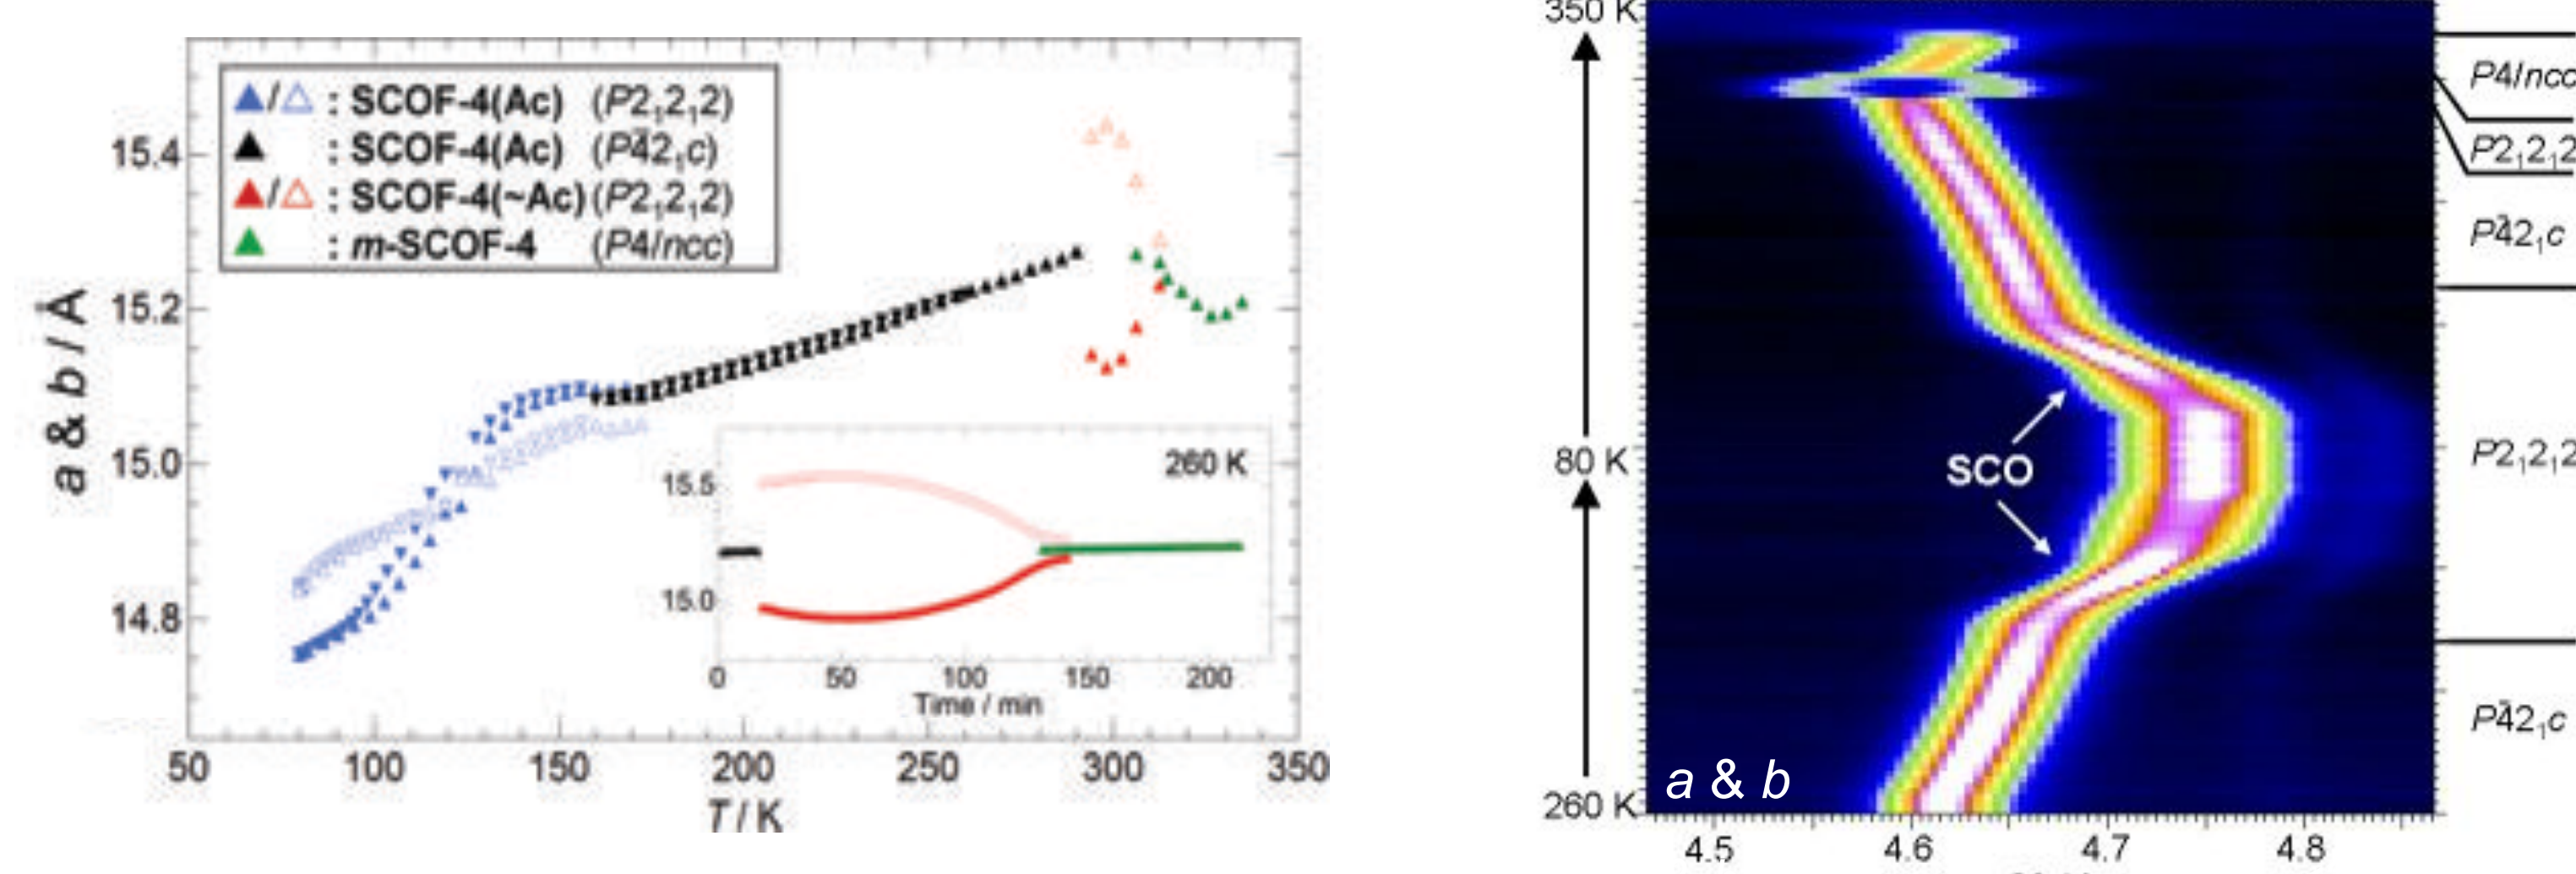 ▲/△ : SCOF-4(Ac) (P2₁2₁2)
▲ : SCOF-4(Ac) (P4̄2₁c)
▲/△ : SCOF-4(~Ac) (P2₁2₁2)
▲ : m-SCOF-4 (P4/ncc)
a & b / Å
15.4
15.2
15.0
14.8
260 K
15.5
15.0
0 50 100 150 200
Time / min
50 100 150 200 250 300 350
T / K
350 K
80 K
260 K
SCO
a & b
4.5 4.6 4.7 4.8
P4/ncc
P2₁2₁2
P4̄2₁c
P2₁2₁2
P4̄2₁c